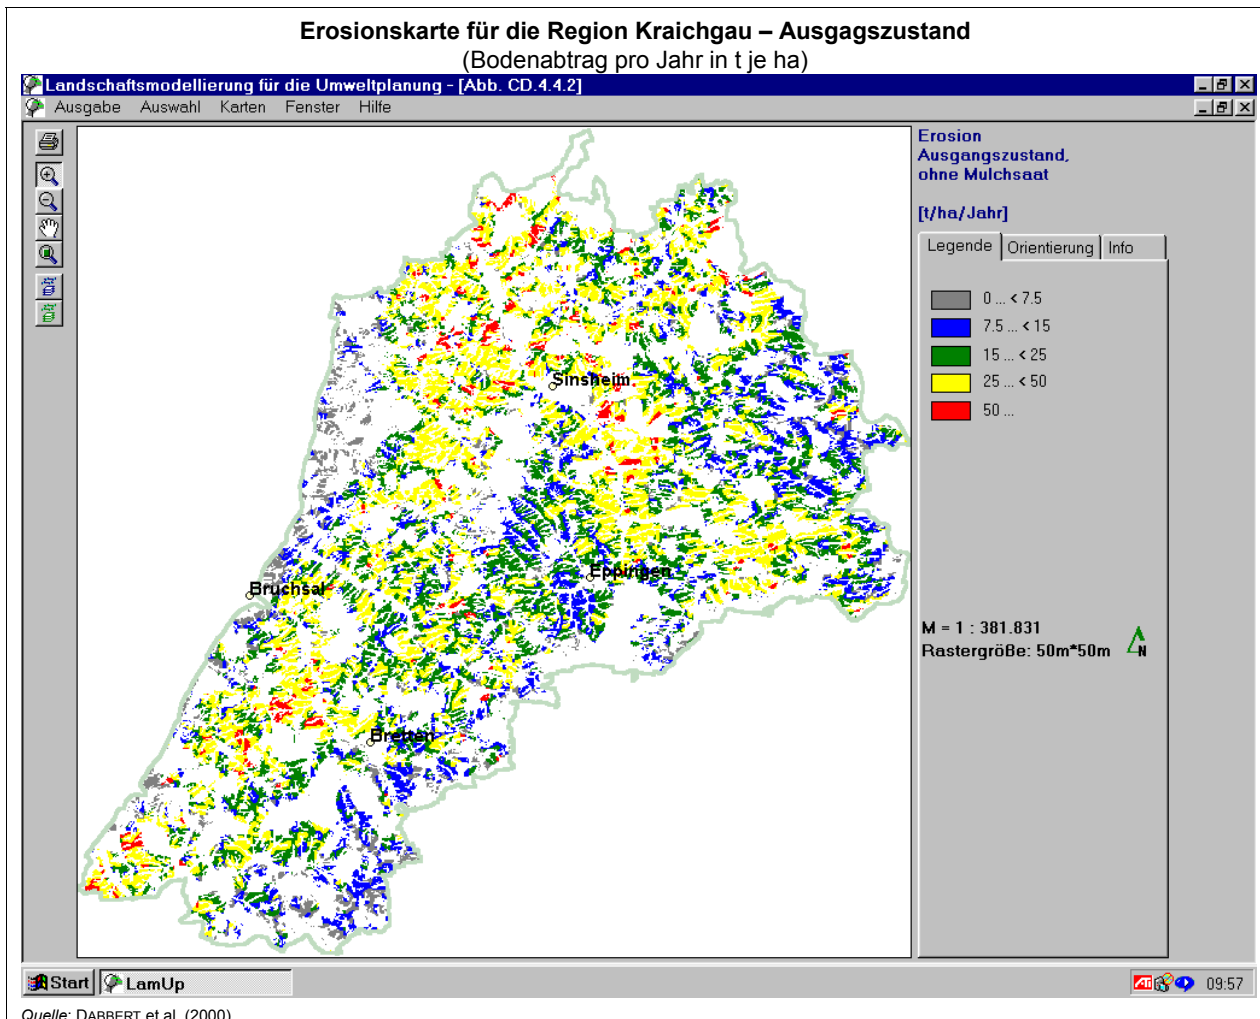 Erosionskarte für die Region Kraichgau – Ausgagszustand
(Bodenabtrag pro Jahr in t je ha)
Landschaftsmodellierung für die Umweltplanung - [Abb. CD.4.4.2]
Ausgabe Auswahl Karten Fenster Hilfe
Erosion
Ausgangszustand,
ohne Mulchsaat
[t/ha/Jahr]
Legende Orientierung Info
0 ... < 7.5
7.5 ... < 15
15 ... < 25
25 ... < 50
50 ...
Sinsheim
Eppingen
Bruchsal
Bretten
M = 1 : 381.831
Rastergröße: 50m*50m
N
Start LamUp
ATI 09:57
Quelle: DABBERT et al. (2000)